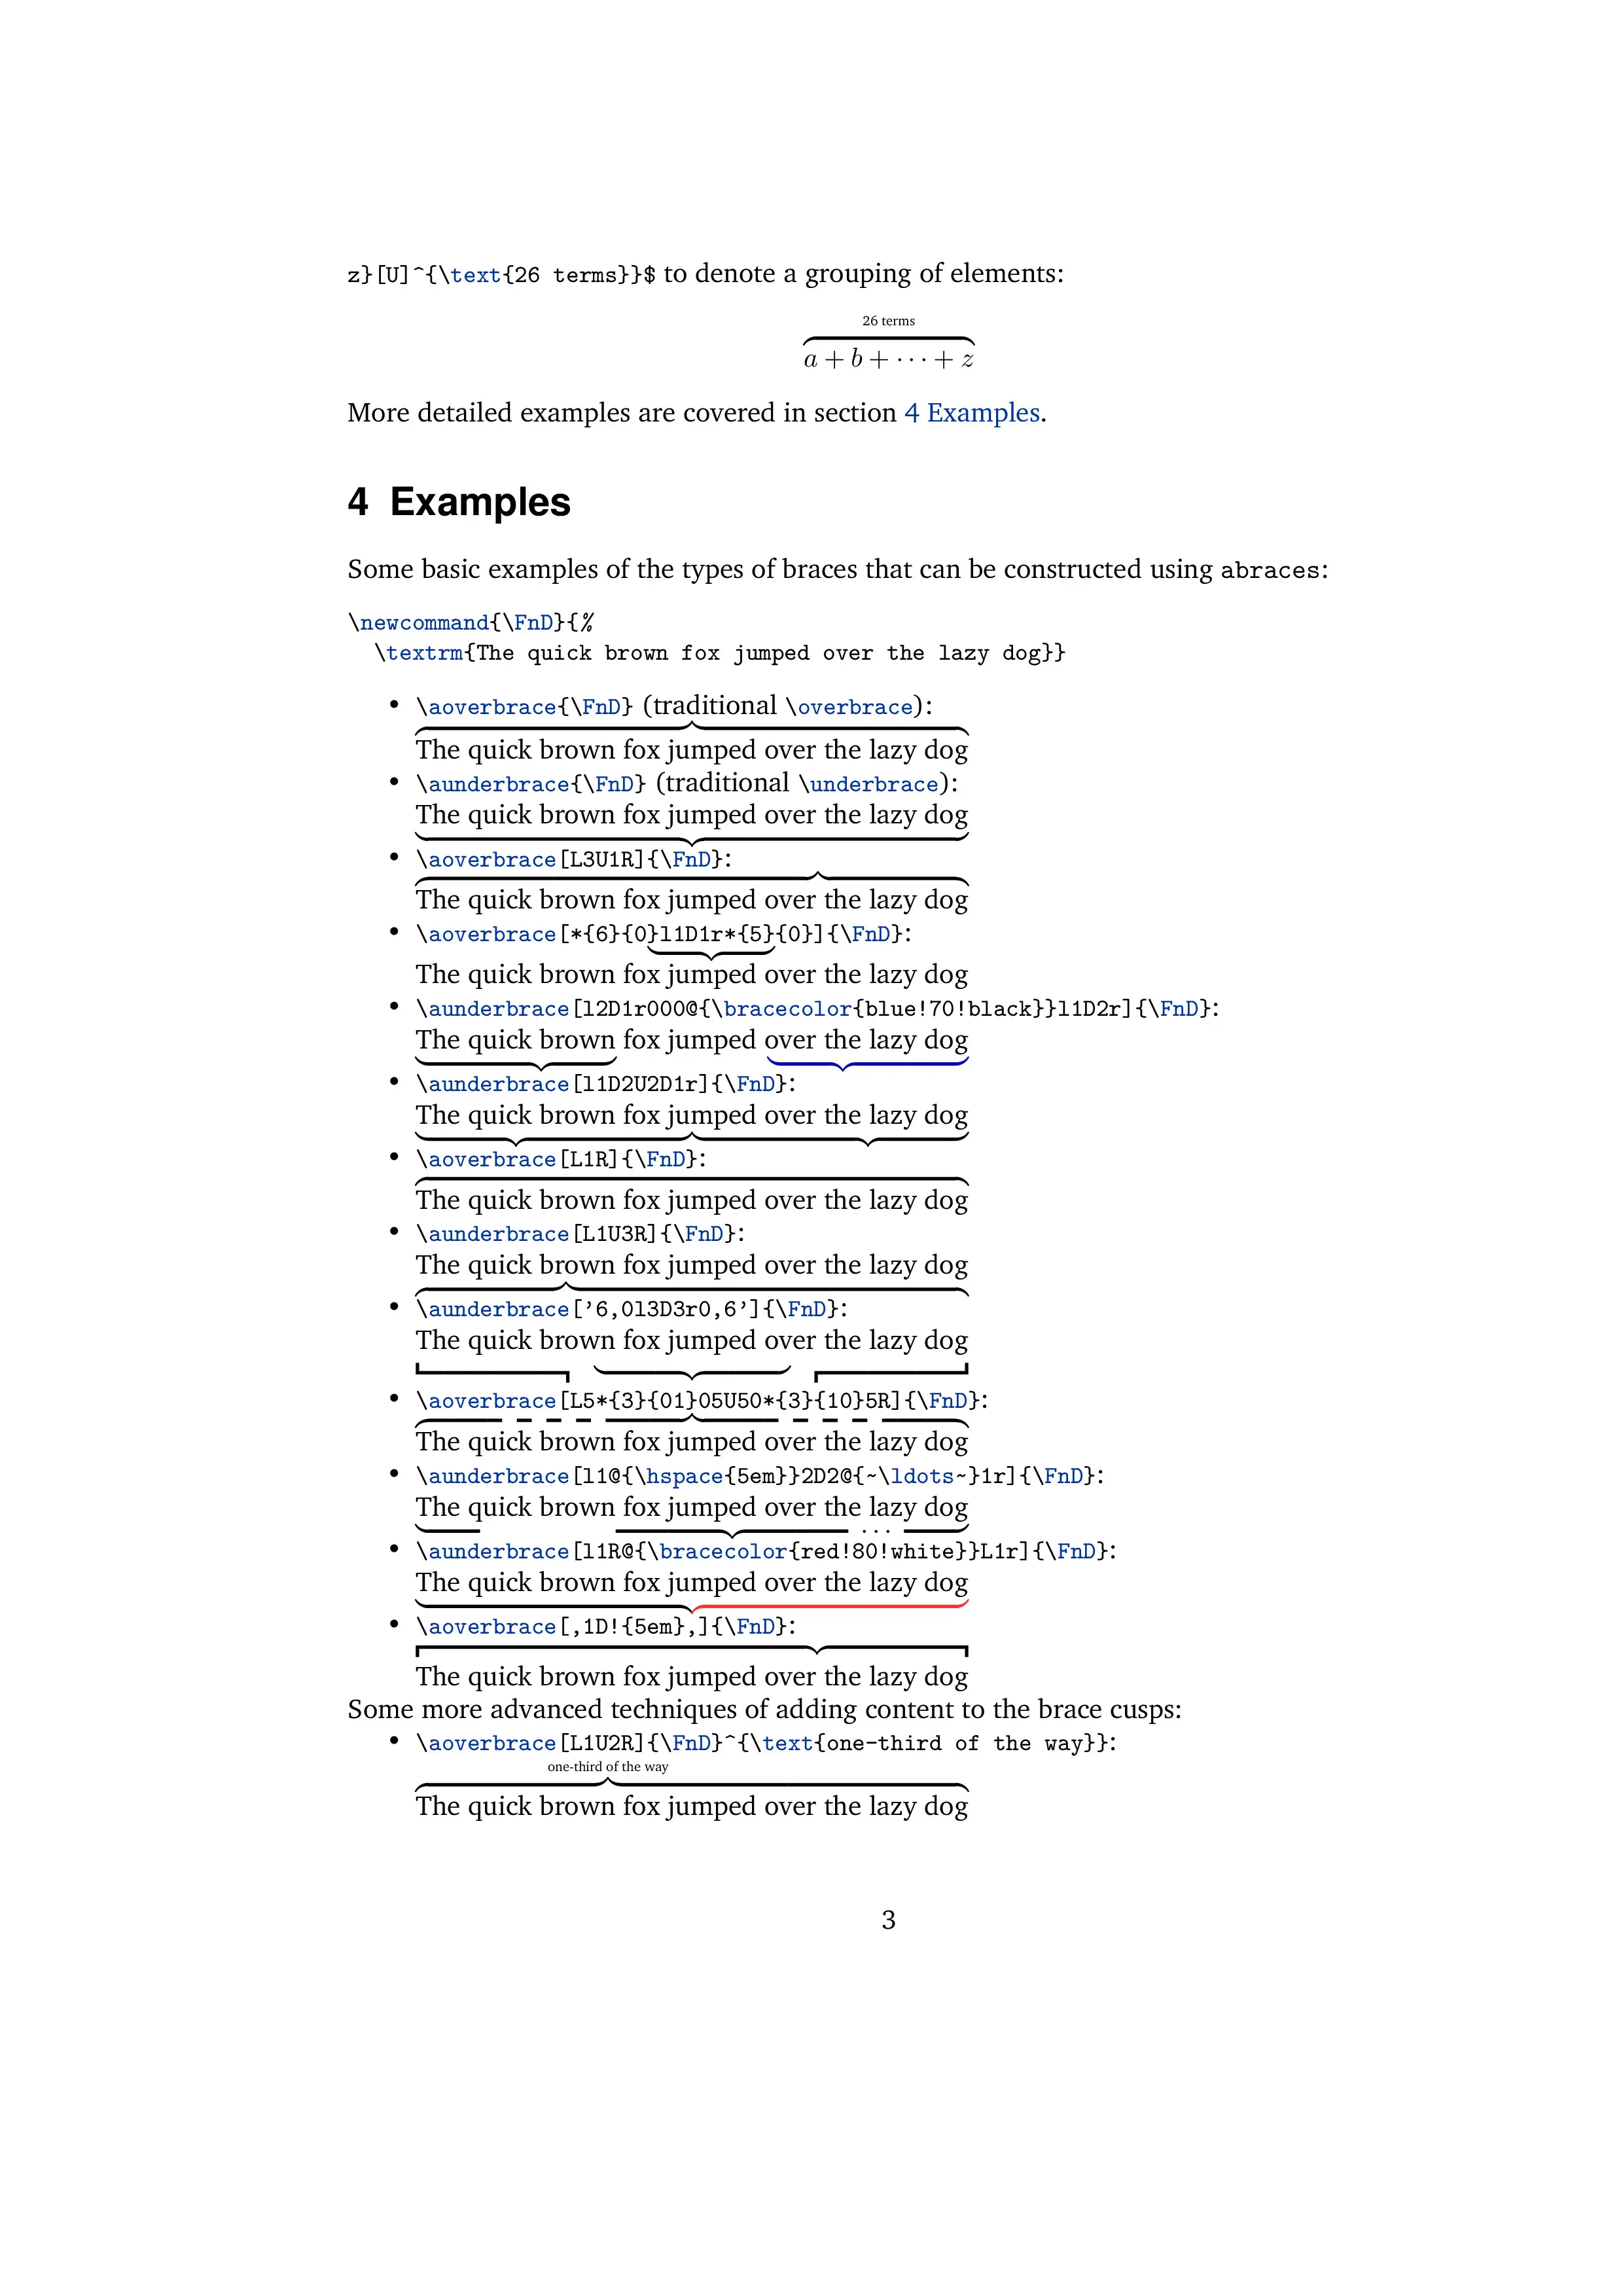 z}[U]^{\text{26 terms}}$ to denote a grouping of elements:
26 terms
a + b + · · · + z
More detailed examples are covered in section 4 Examples.
4 Examples
Some basic examples of the types of braces that can be constructed using abraces:
\newcommand{\FnD}{%
\textrm{The quick brown fox jumped over the lazy dog}}
• \aoverbrace{\FnD} (traditional \overbrace):
The quick brown fox jumped over the lazy dog
• \aunderbrace{\FnD} (traditional \underbrace):
The quick brown fox jumped over the lazy dog
• \aoverbrace[L3U1R]{\FnD}:
The quick brown fox jumped over the lazy dog
• \aoverbrace[*{6}{0}l1D1r*{5}{0}]{\FnD}:
The quick brown fox jumped over the lazy dog
• \aunderbrace[l2D1r000@{\bracecolor{blue!70!black}}l1D2r]{\FnD}:
The quick brown fox jumped over the lazy dog
• \aunderbrace[l1D2U2D1r]{\FnD}:
The quick brown fox jumped over the lazy dog
• \aoverbrace[L1R]{\FnD}:
The quick brown fox jumped over the lazy dog
• \aunderbrace[L1U3R]{\FnD}:
The quick brown fox jumped over the lazy dog
• \aunderbrace[’6,0l3D3r0,6’]{\FnD}:
The quick brown fox jumped over the lazy dog
• \aoverbrace[L5*{3}{01}05U50*{3}{10}5R]{\FnD}:
The quick brown fox jumped over the lazy dog
• \aunderbrace[l1@{\hspace{5em}}2D2@{~\ldots~}1r]{\FnD}:
The quick brown fox jumped over the lazy dog
. . .
• \aunderbrace[l1R@{\bracecolor{red!80!white}}L1r]{\FnD}:
The quick brown fox jumped over the lazy dog
• \aoverbrace[,1D!{5em},]{\FnD}:
The quick brown fox jumped over the lazy dog
Some more advanced techniques of adding content to the brace cusps:
• \aoverbrace[L1U2R]{\FnD}^{\text{one-third of the way}}:
one-third of the way
The quick brown fox jumped over the lazy dog
3